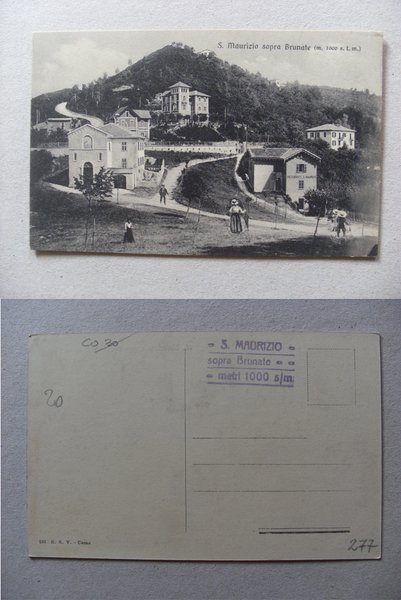 S. Maurizio sopra Brunate (m. 1000 s. l. m.)
CO 30
- S. MAURIZIO -
sopra Brunate - -
- metri 1000 s/m
20
277